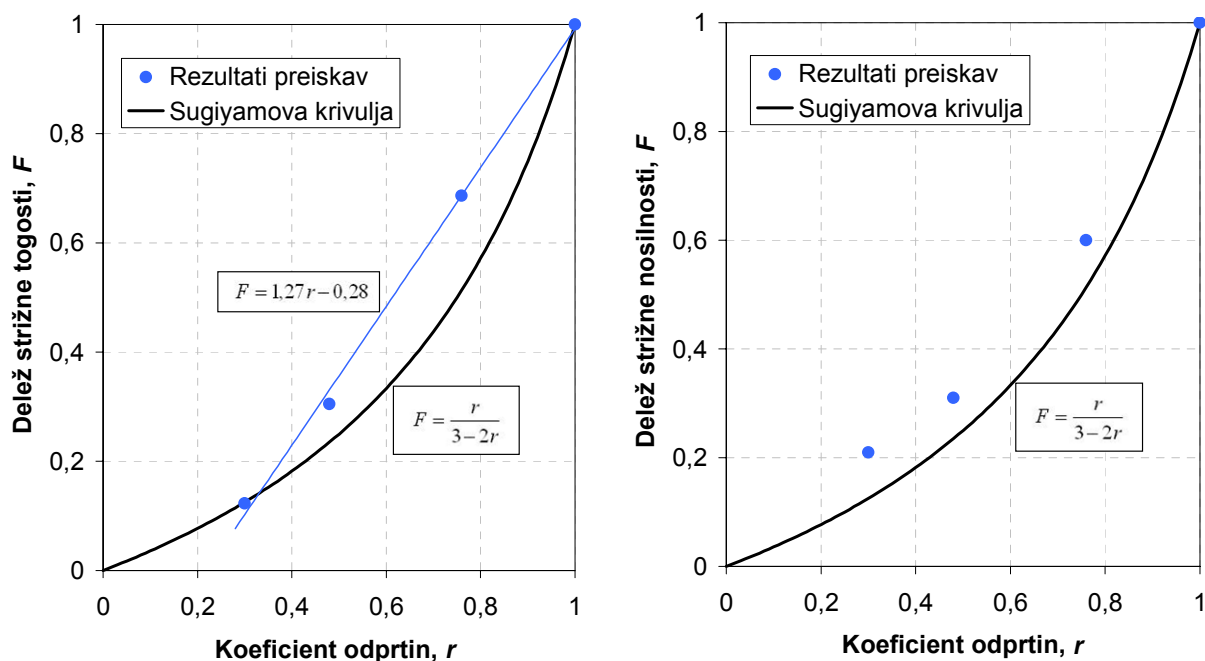 Delež strižne togosti, F
1
0,8
0,6
0,4
0,2
0
Rezultati preiskav
Sugiyamova krivulja
F = 1,27r − 0,28
F = r / (3 − 2r)
0 0,2 0,4 0,6 0,8 1
Koeficient odprtin, r
Delež strižne nosilnosti, F
1
0,8
0,6
0,4
0,2
0
Rezultati preiskav
Sugiyamova krivulja
F = r / (3 − 2r)
0 0,2 0,4 0,6 0,8 1
Koeficient odprtin, r